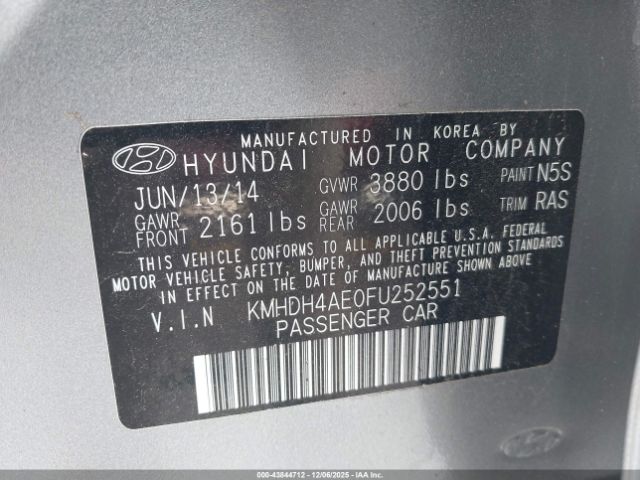 MANUFACTURED IN KOREA BY
HYUNDAI MOTOR COMPANY
JUN/13/14 GVWR 3880 lbs PAINT N5S
GAWR FRONT 2161 lbs GAWR REAR 2006 lbs TRIM RAS
THIS VEHICLE CONFORMS TO ALL APPLICABLE U.S.A. FEDERAL
MOTOR VEHICLE SAFETY, BUMPER, AND THEFT PREVENTION STANDARDS
IN EFFECT ON THE DATE OF MANUFACTURE SHOWN ABOVE.
V.I.N KMHDH4AE0FU252551
PASSENGER CAR
000-43844712 - 12/06/2025 - iaai.com